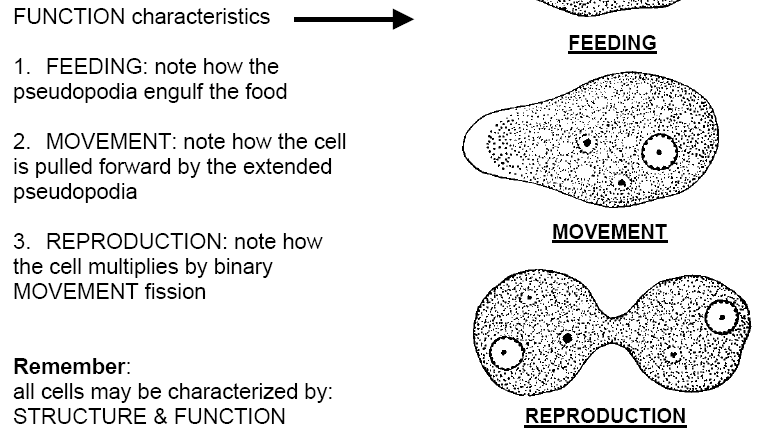 FUNCTION characteristics
FEEDING
1. FEEDING: note how the
pseudopodia engulf the food
2. MOVEMENT: note how the cell
is pulled forward by the extended
pseudopodia
MOVEMENT
3. REPRODUCTION: note how
the cell multiplies by binary
MOVEMENT fission
Remember:
all cells may be characterized by:
STRUCTURE & FUNCTION
REPRODUCTION